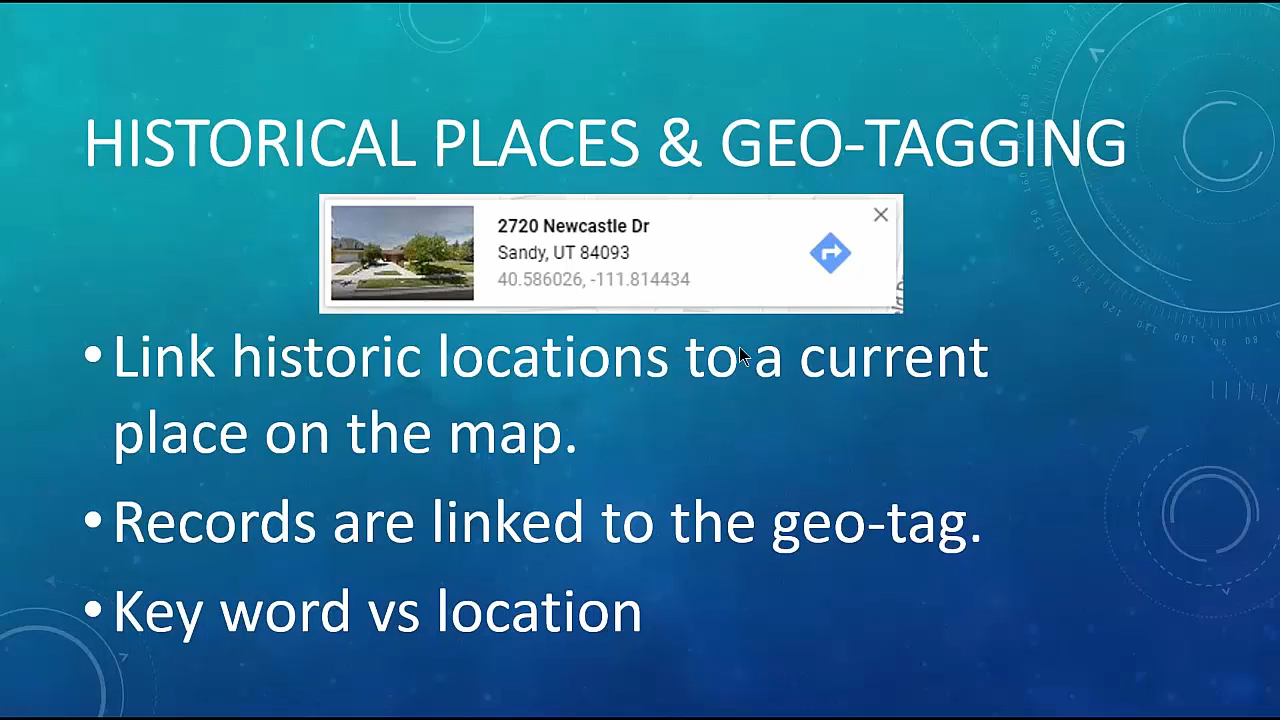 HISTORICAL PLACES & GEO-TAGGING
2720 Newcastle Dr
Sandy, UT 84093
40.586026, -111.814434
•Link historic locations to a current
place on the map.
•Records are linked to the geo-tag.
•Key word vs location